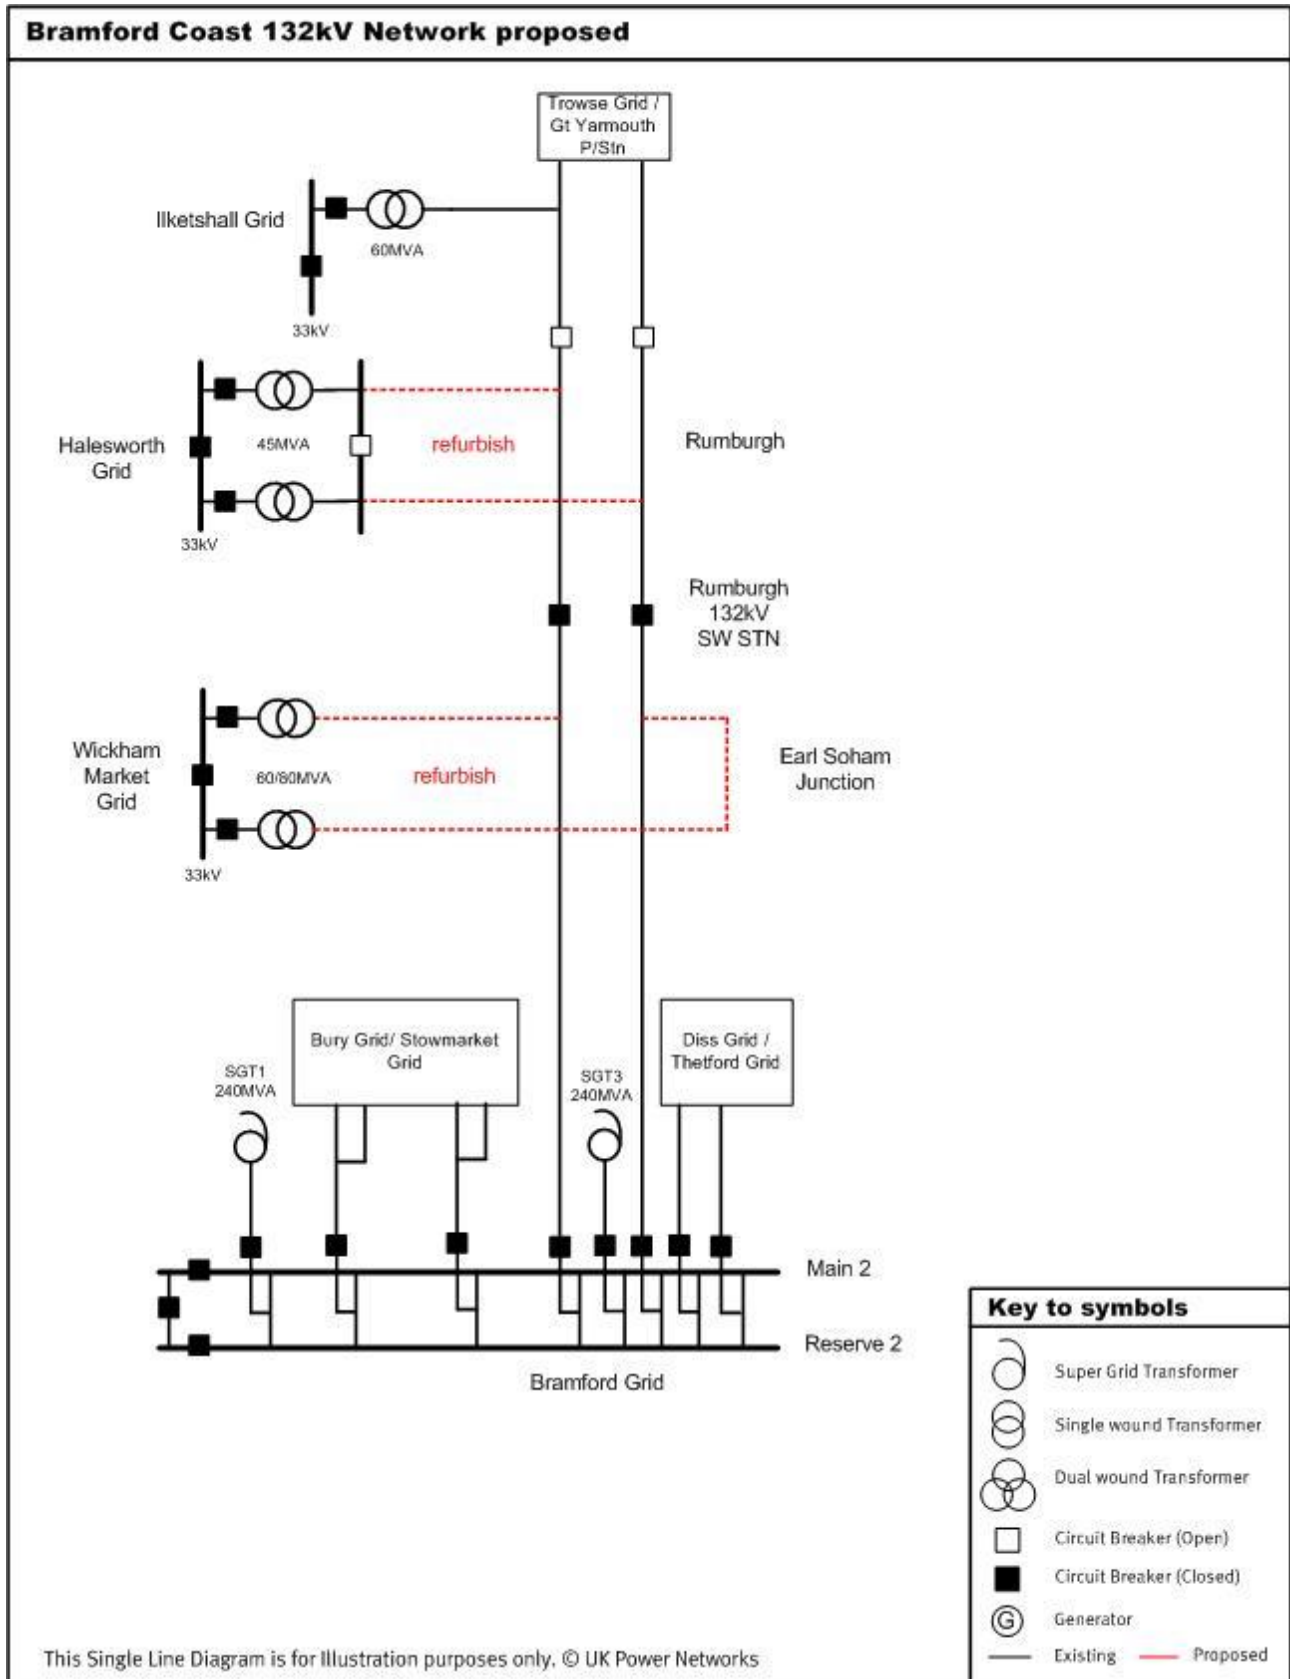 Bramford Coast 132kV Network proposed
Trowse Grid /
Gt Yarmouth
P/Stn
Ilketshall Grid
60MVA
33kV
Halesworth
Grid
45MVA
refurbish
Rumburgh
33kV
Rumburgh
132kV
SW STN
Wickham
Market
Grid
60/80MVA
refurbish
Earl Soham
Junction
33kV
SGT1
240MVA
Bury Grid/ Stowmarket
Grid
SGT3
240MVA
Diss Grid /
Thetford Grid
Main 2
Reserve 2
Bramford Grid
Key to symbols
Super Grid Transformer
Single wound Transformer
Dual wound Transformer
Circuit Breaker (Open)
Circuit Breaker (Closed)
G Generator
Existing Proposed
This Single Line Diagram is for Illustration purposes only. © UK Power Networks